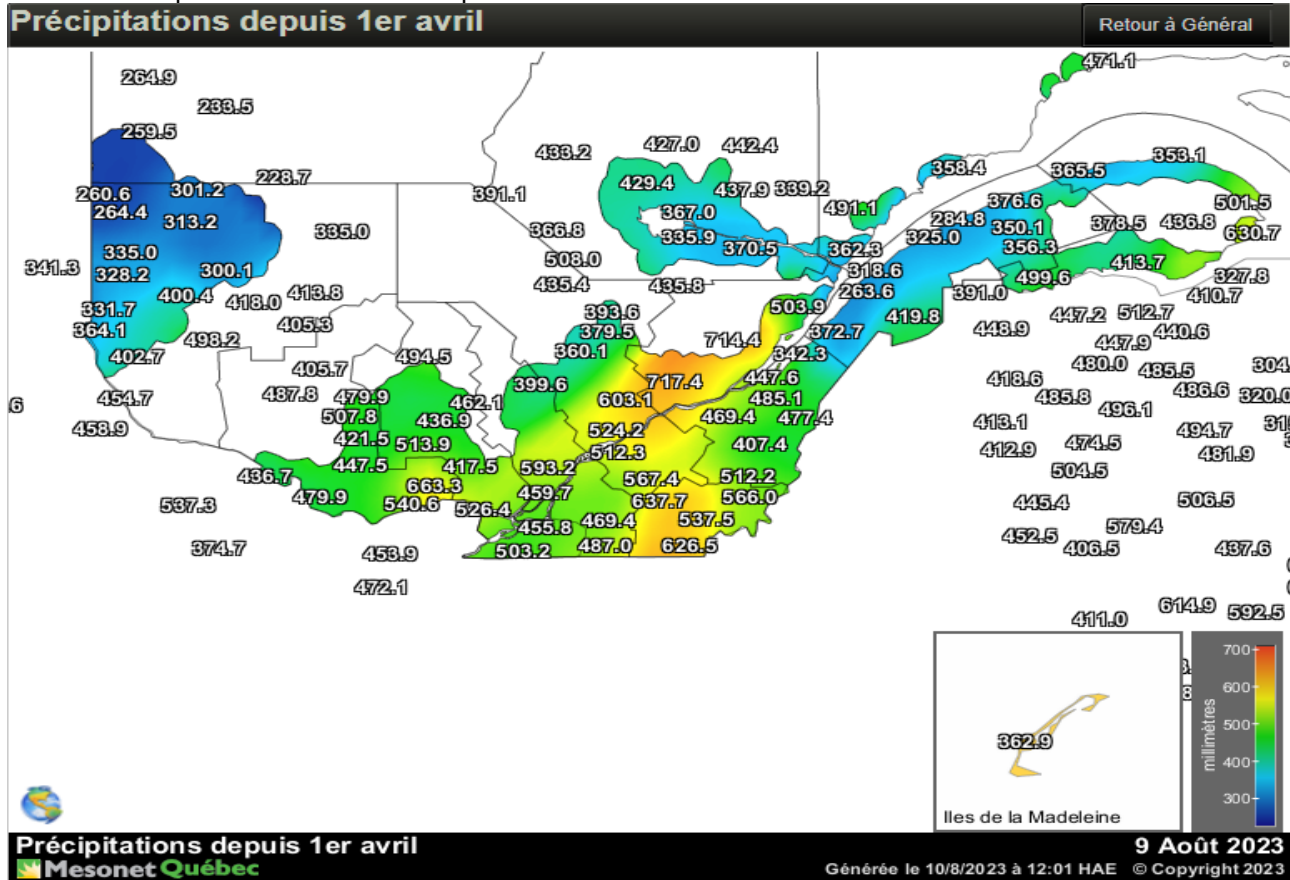 Précipitations depuis 1er avril
Retour à Général
471.1
264.9
233.5
259.5
427.0 442.4
433.2
353.1
358.4 365.5
228.7
429.4 437.9 339.2
260.6 301.2 391.1
376.6 501.5
264.4 367.0 491.1
313.2 284.8 350.1 378.5 436.8
335.0 366.8 335.9 325.0 630.7
370.5 362.3 356.3
335.0 508.0 413.7
341.3 328.2 300.1 318.6 499.6 327.8
435.4 435.8 263.6 391.0
400.4 418.0 413.8 410.7
331.7 393.6 503.9 419.8 447.2 512.7
364.1 405.3 379.5 372.7 448.9 440.6
498.2 714.4 447.9
402.7 494.5 360.1 342.3
405.7 480.0 485.5 304.
399.6 717.4 447.6 418.6
454.7 487.8 479.9 462.1 603.1 485.1 485.8 486.6 320.0
.6 507.8 436.9 469.4 477.4 496.1
458.9 524.2 413.1 494.7
421.5 513.9 512.3 407.4 412.9 474.5 481.9
447.5 417.5 593.2 504.5
436.7 663.3 567.4 512.2
479.9 540.6 459.7 637.7 566.0 445.4 506.5
537.3 526.4
455.8 469.4 537.5 579.4
374.7 453.9 503.2 487.0 626.5 452.5 406.5 437.6
472.1
614.9 592.5
411.0
362.9
Iles de la Madeleine
700
600
500
400
300
millimètres
Précipitations depuis 1er avril
9 Août 2023
Mesonet Québec
Générée le 10/8/2023 à 12:01 HAE © Copyright 2023